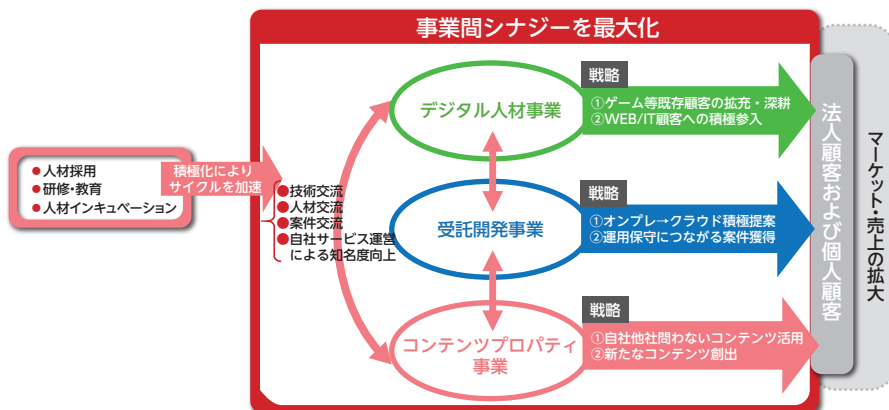 事業間シナジーを最大化
●人材採用
●研修・教育
●人材インキュベーション
積極化により
サイクルを加速
●技術交流
●人材交流
●案件交流
●自社サービス運営
による知名度向上
デジタル人材事業
戦略
①ゲーム等既存顧客の拡充・深耕
②WEB/IT顧客への積極参入
受託開発事業
戦略
①オンプレ→クラウド積極提案
②運用保守につながる案件獲得
コンテンツプロパティ
事業
戦略
①自社他社問わないコンテンツ活用
②新たなコンテンツ創出
法人顧客および個人顧客
マーケット・売上の拡大